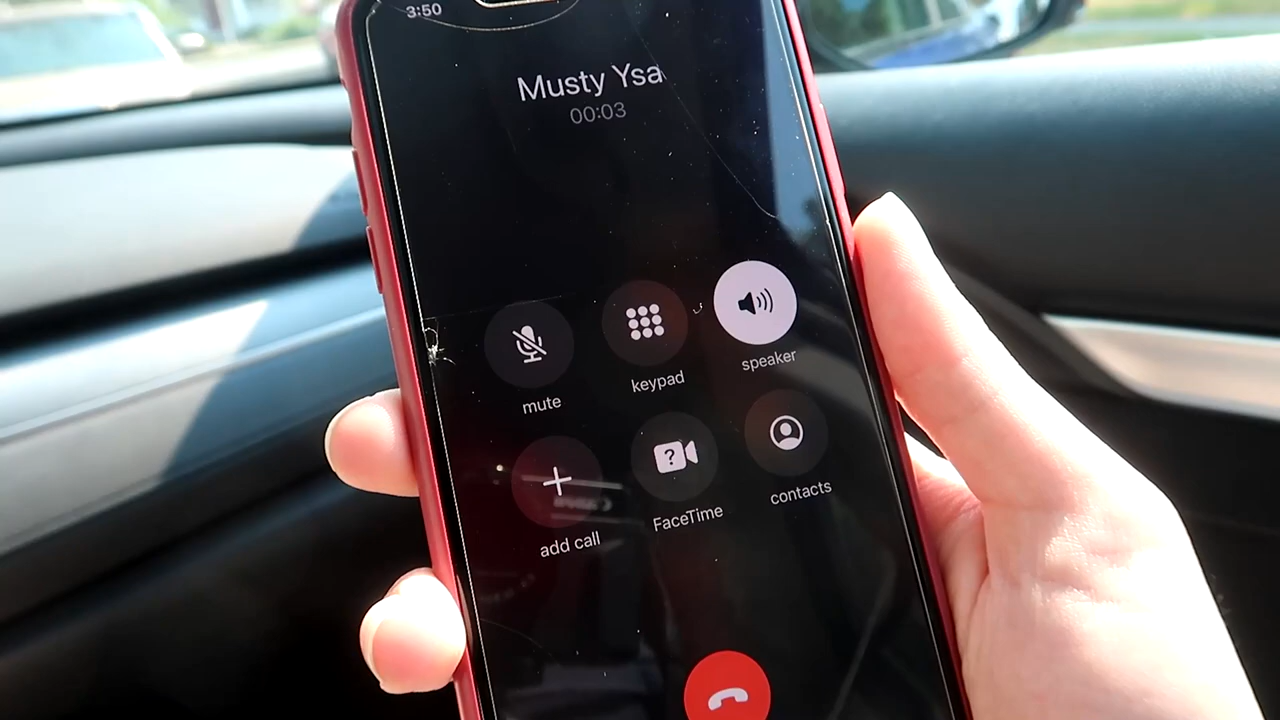 3:50
Musty Ysa
00:03
mute
keypad
speaker
add call
FaceTime
contacts